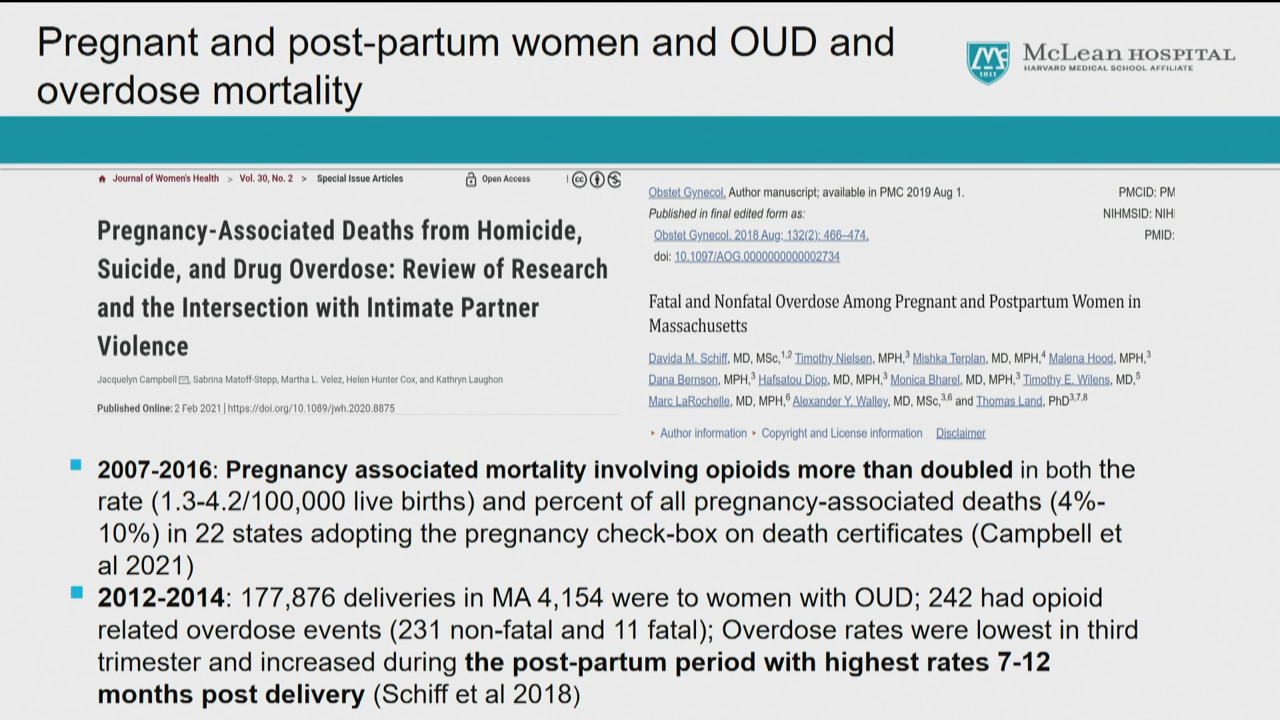 Pregnant and post-partum women and OUD and
overdose mortality
McLean HOSPITAL
HARVARD MEDICAL SCHOOL AFFILIATE
1811
Journal of Women's Health > Vol. 30, No. 2 > Special Issue Articles
Open Access
Pregnancy-Associated Deaths from Homicide,
Suicide, and Drug Overdose: Review of Research
and the Intersection with Intimate Partner
Violence
Jacquelyn Campbell, Sabrina Matoff-Stepp, Martha L. Velez, Helen Hunter Cox, and Kathryn Laughon
Published Online: 2 Feb 2021 | https://doi.org/10.1089/jwh.2020.8875
Obstet Gynecol. Author manuscript; available in PMC 2019 Aug 1.
Published in final edited form as:
Obstet Gynecol. 2018 Aug; 132(2): 466–474.
doi: 10.1097/AOG.0000000000002734
PMCID: PM
NIHMSID: NIH
PMID:
Fatal and Nonfatal Overdose Among Pregnant and Postpartum Women in
Massachusetts
Davida M. Schiff, MD, MSc,1,2 Timothy Nielsen, MPH,3 Mishka Terplan, MD, MPH,4 Malena Hood, MPH,3
Dana Bernson, MPH,3 Hafsatou Diop, MD, MPH,3 Monica Bharel, MD, MPH,3 Timothy E. Wilens, MD,5
Marc LaRochelle, MD, MPH,6 Alexander Y. Walley, MD, MSc,3,6 and Thomas Land, PhD3,7,8
Author information Copyright and License information Disclaimer
2007-2016: Pregnancy associated mortality involving opioids more than doubled in both the
rate (1.3-4.2/100,000 live births) and percent of all pregnancy-associated deaths (4%-
10%) in 22 states adopting the pregnancy check-box on death certificates (Campbell et
al 2021)
2012-2014: 177,876 deliveries in MA 4,154 were to women with OUD; 242 had opioid
related overdose events (231 non-fatal and 11 fatal); Overdose rates were lowest in third
trimester and increased during the post-partum period with highest rates 7-12
months post delivery (Schiff et al 2018)